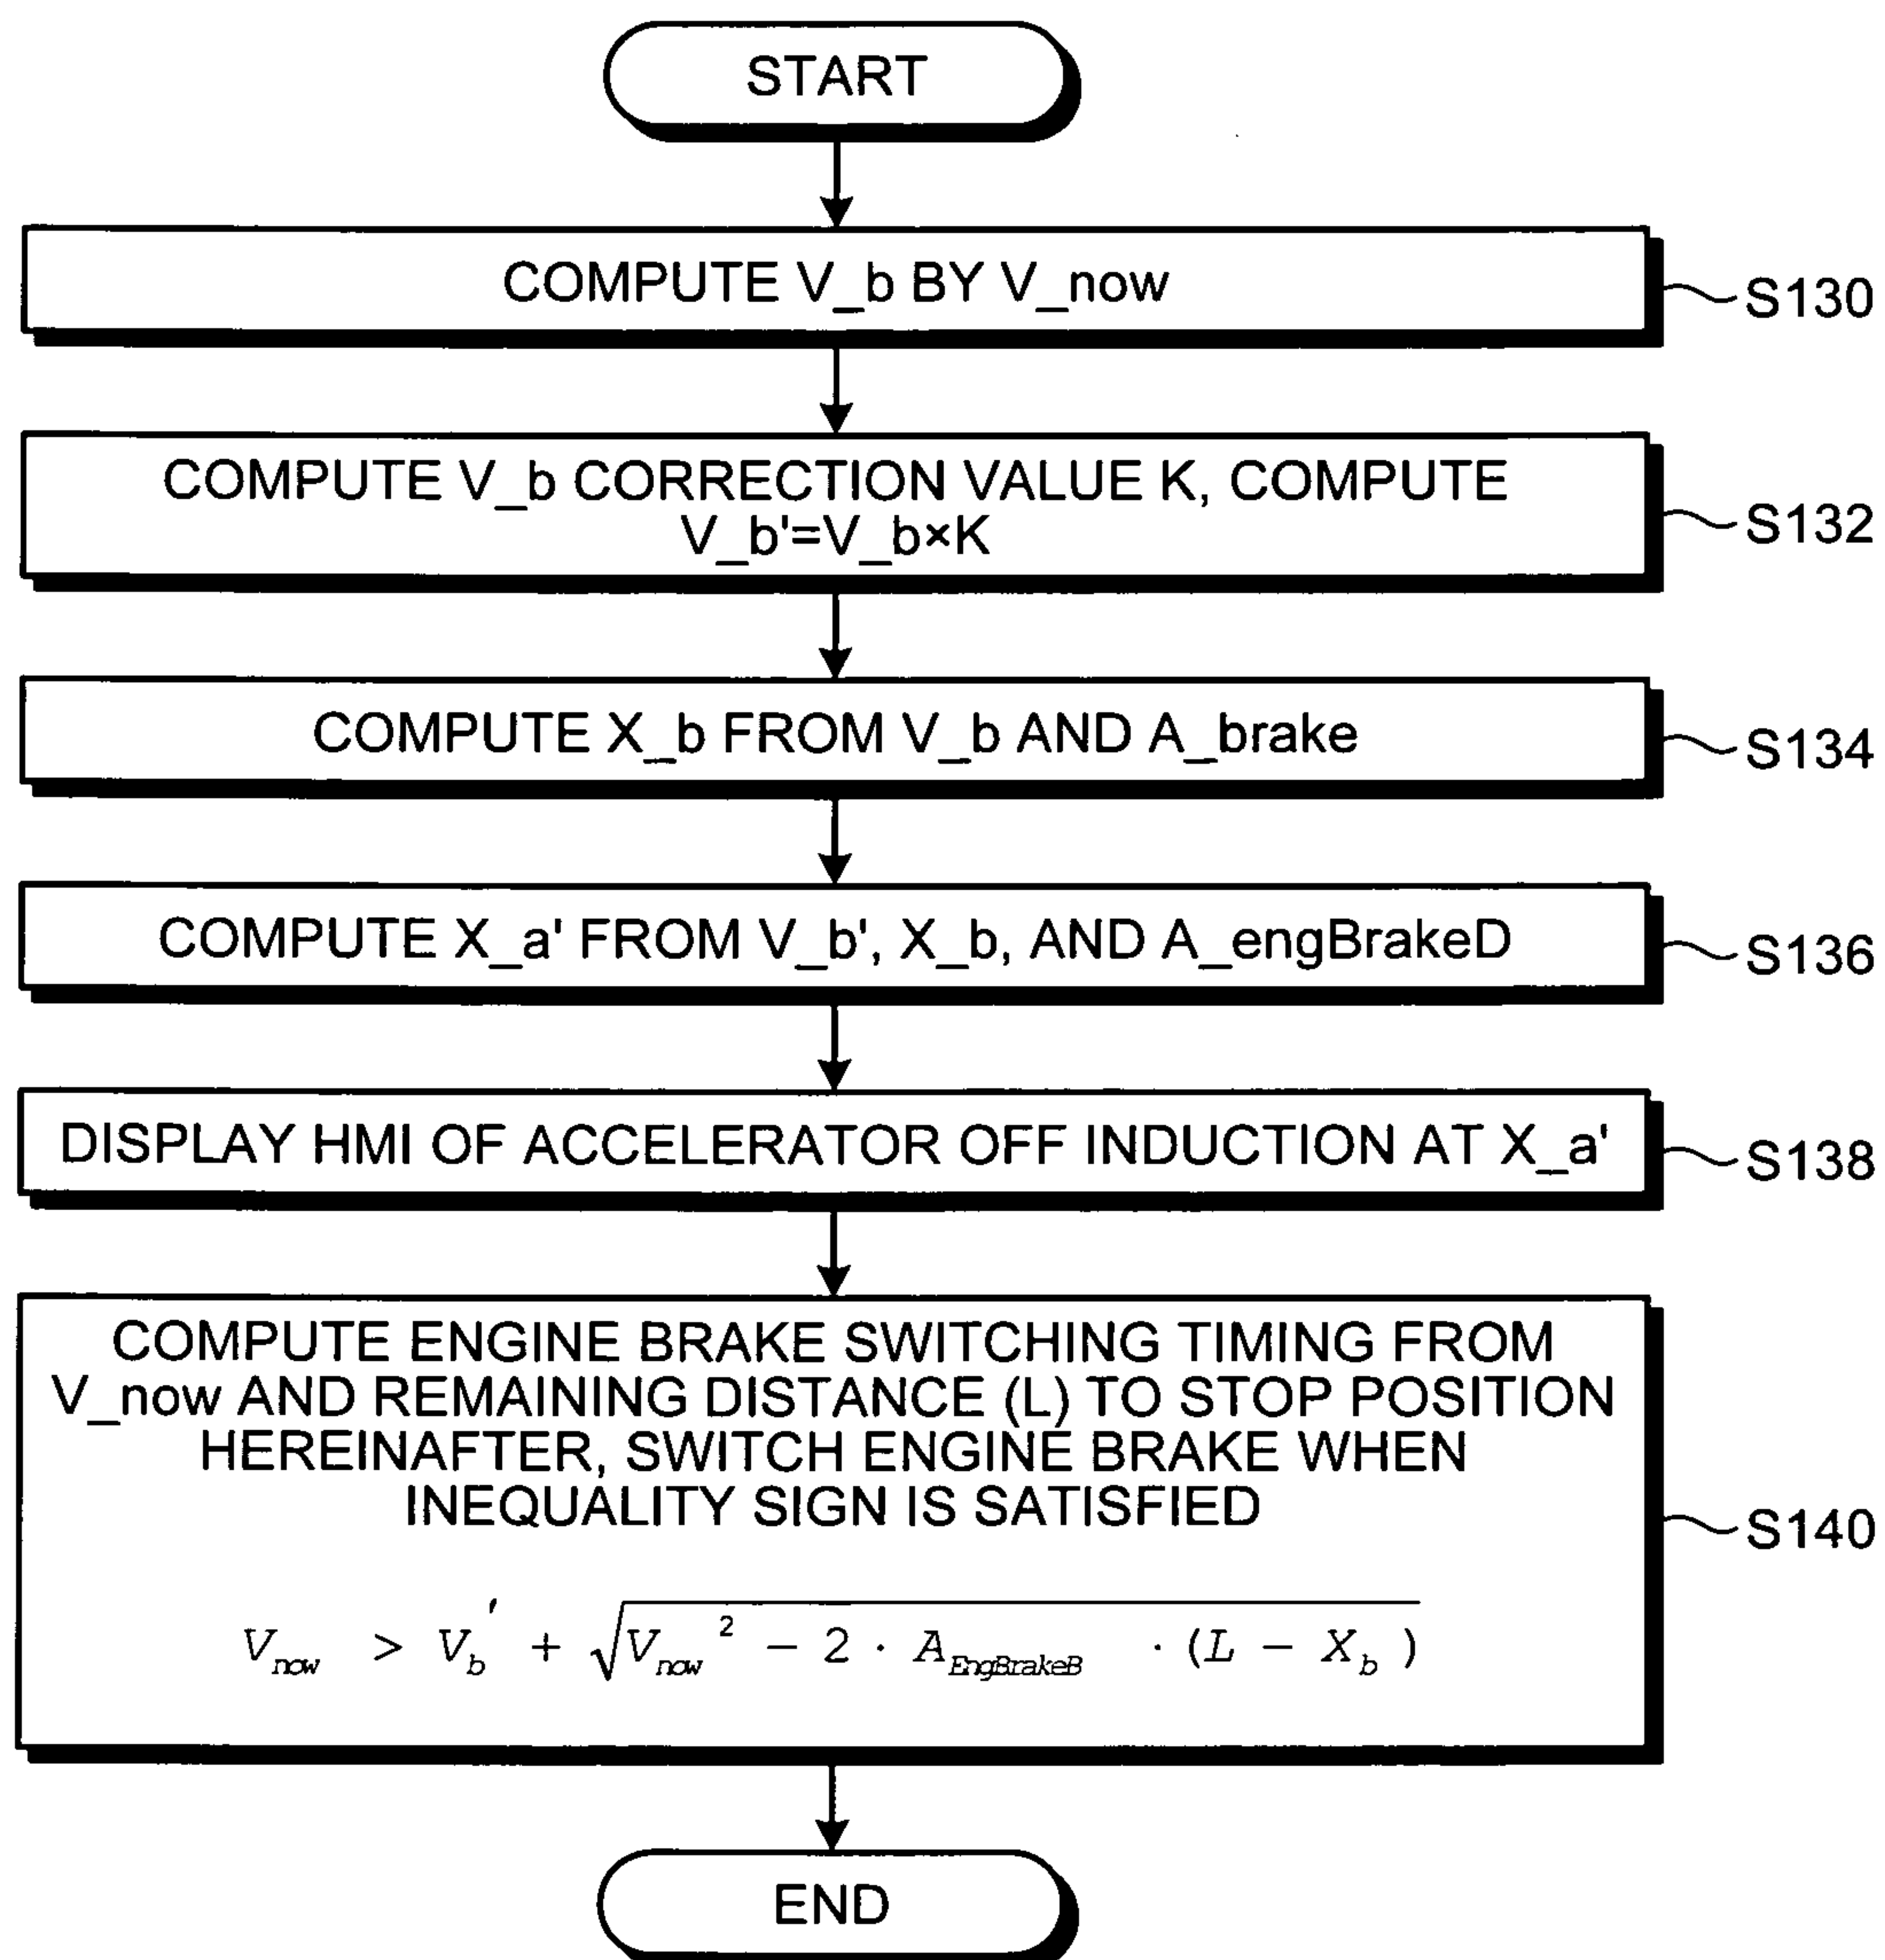 START
COMPUTE V_b BY V_now
S130
COMPUTE V_b CORRECTION VALUE K, COMPUTE
V_b'=V_b×K
S132
COMPUTE X_b FROM V_b AND A_brake
S134
COMPUTE X_a' FROM V_b', X_b, AND A_engBrakeD
S136
DISPLAY HMI OF ACCELERATOR OFF INDUCTION AT X_a'
S138
COMPUTE ENGINE BRAKE SWITCHING TIMING FROM
V_now AND REMAINING DISTANCE (L) TO STOP POSITION
HEREINAFTER, SWITCH ENGINE BRAKE WHEN
INEQUALITY SIGN IS SATISFIED
S140
V_now > V_b' + √(V_now² − 2 · A_EngBrakeB · (L − X_b))
END